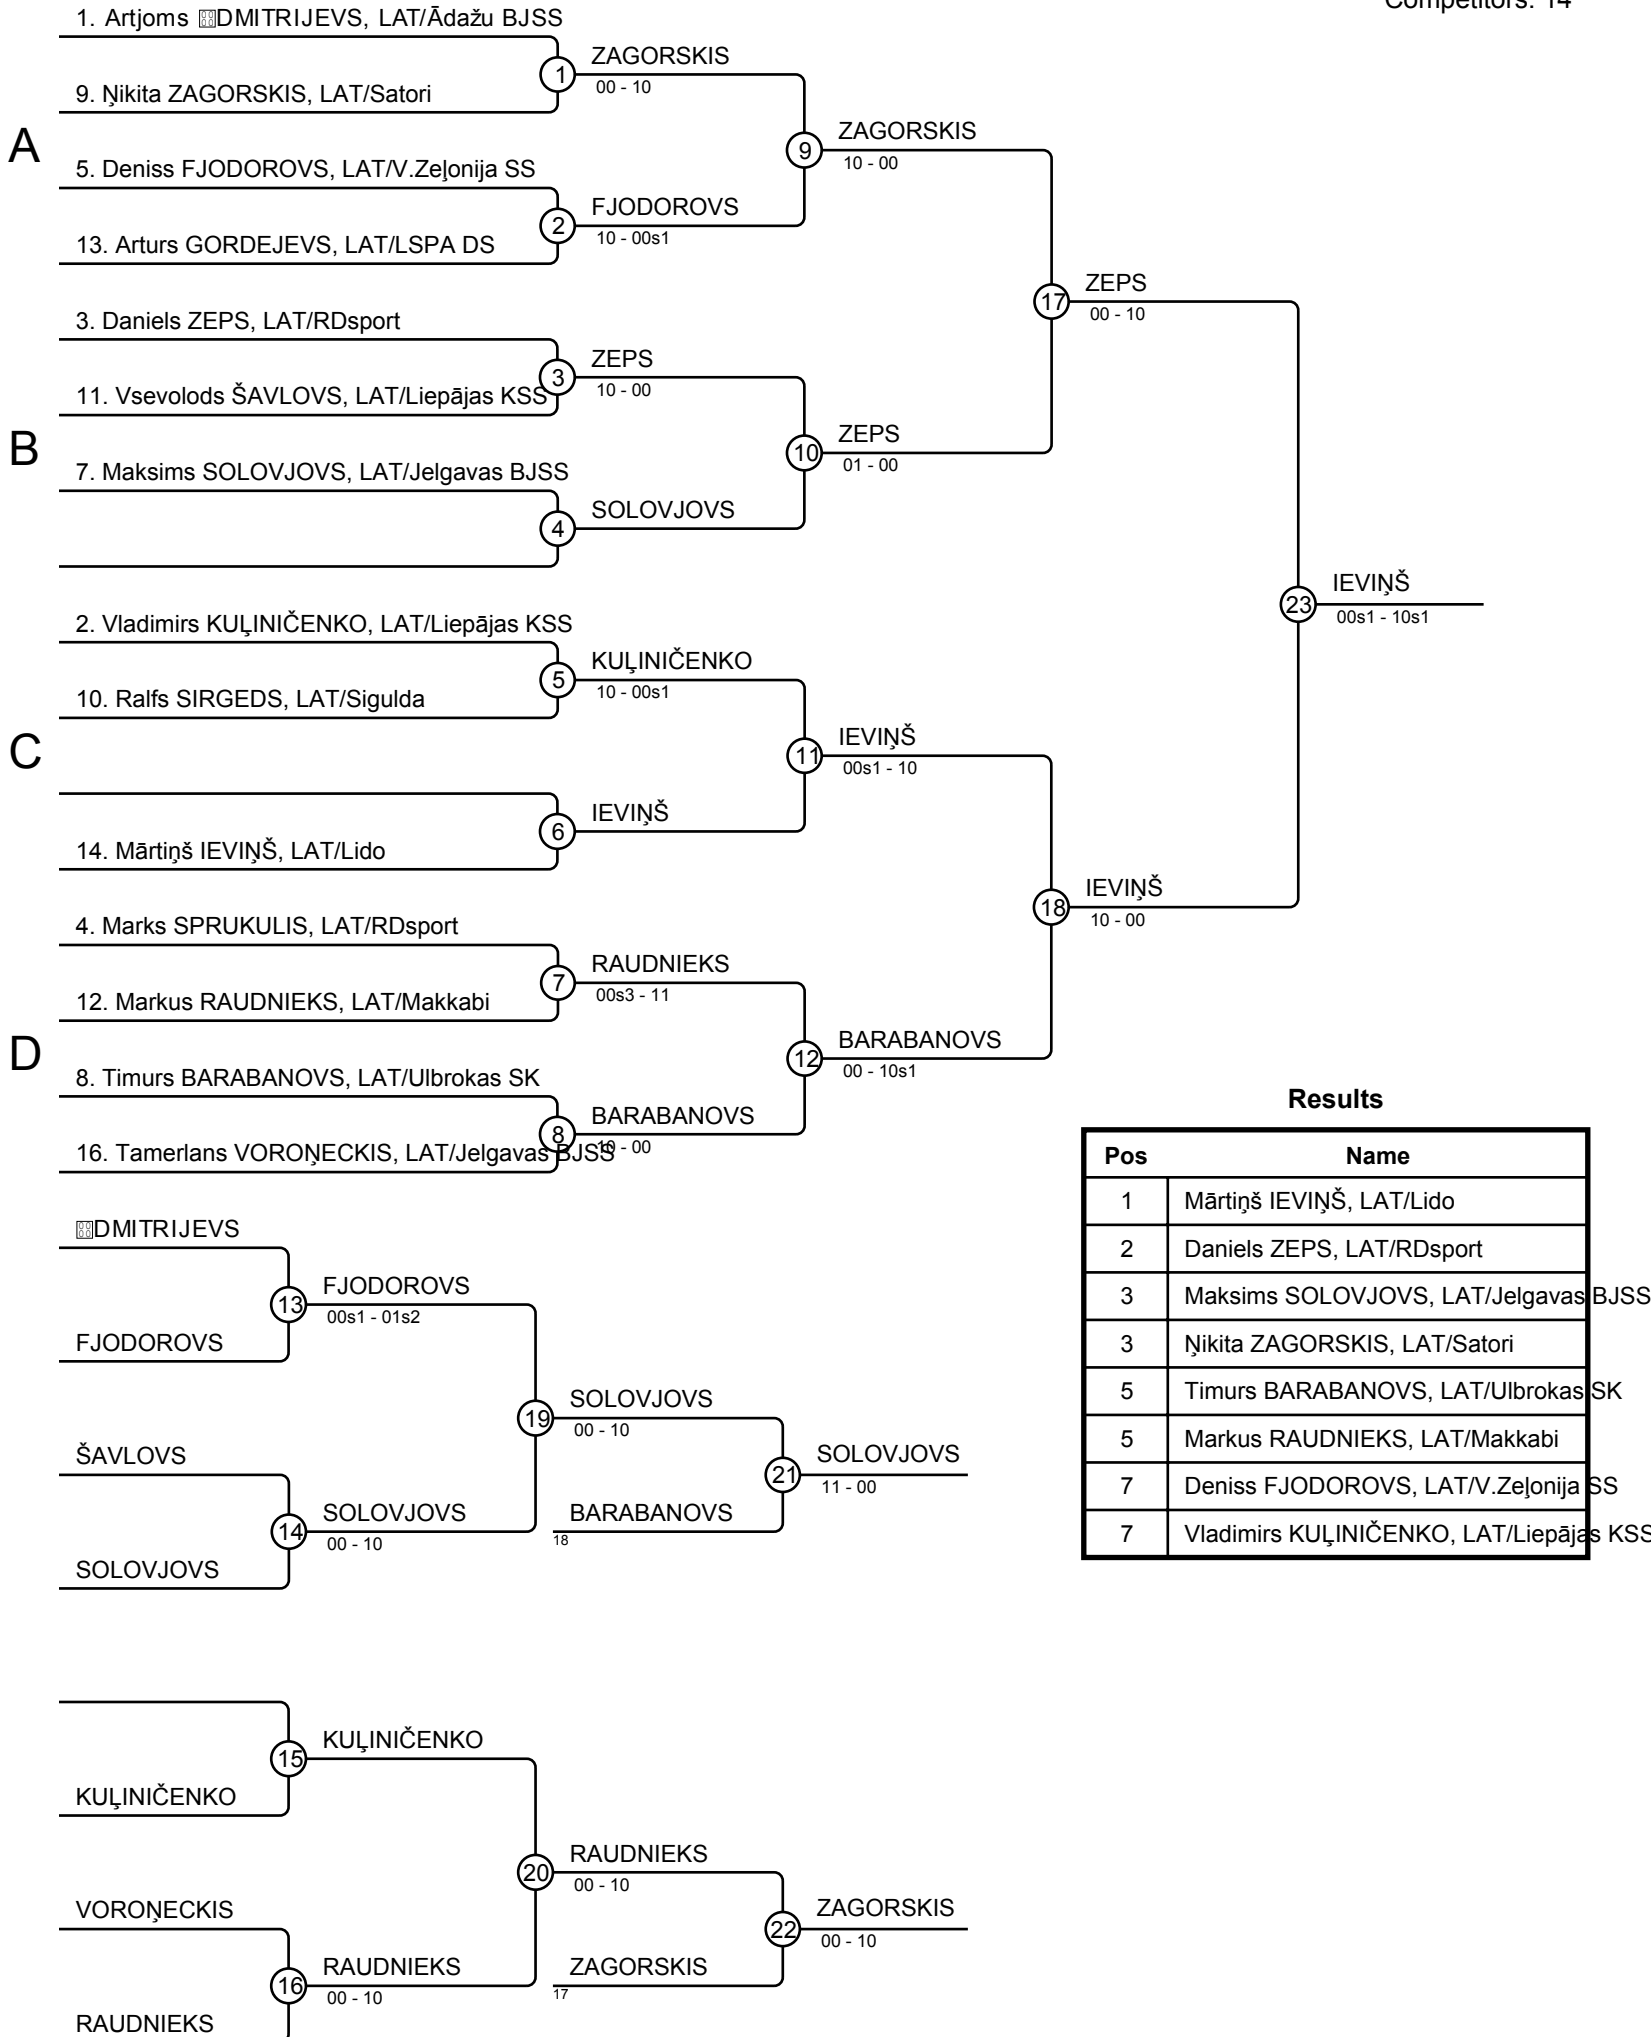 Competitors: 14
1. Artjoms DMITRIJEVS, LAT/Ādažu BJSS
9. Ņikita ZAGORSKIS, LAT/Satori
1
ZAGORSKIS
00 - 10
A
5. Deniss FJODOROVS, LAT/V.Zeļonija SS
13. Arturs GORDEJEVS, LAT/LSPA DS
2
FJODOROVS
10 - 00s1
9
ZAGORSKIS
10 - 00
3. Daniels ZEPS, LAT/RDsport
11. Vsevolods ŠAVLOVS, LAT/Liepājas KSS
3
ZEPS
10 - 00
B
7. Maksims SOLOVJOVS, LAT/Jelgavas BJSS
4
SOLOVJOVS
10
ZEPS
01 - 00
17
ZEPS
00 - 10
2. Vladimirs KUĻINIČENKO, LAT/Liepājas KSS
10. Ralfs SIRGEDS, LAT/Sigulda
5
KUĻINIČENKO
10 - 00s1
C
14. Mārtiņš IEVIŅŠ, LAT/Lido
6
IEVIŅŠ
11
IEVIŅŠ
00s1 - 10
4. Marks SPRUKULIS, LAT/RDsport
12. Markus RAUDNIEKS, LAT/Makkabi
7
RAUDNIEKS
00s3 - 11
D
8. Timurs BARABANOVS, LAT/Ulbrokas SK
16. Tamerlans VOROŅECKIS, LAT/Jelgavas BJSS
8
BARABANOVS
10 - 00
12
BARABANOVS
00 - 10s1
18
IEVIŅŠ
10 - 00
23
IEVIŅŠ
00s1 - 10s1
DMITRIJEVS
FJODOROVS
13
FJODOROVS
00s1 - 01s2
ŠAVLOVS
SOLOVJOVS
14
SOLOVJOVS
00 - 10
19
SOLOVJOVS
00 - 10
BARABANOVS
18
21
SOLOVJOVS
11 - 00
KUĻINIČENKO
15
KUĻINIČENKO
VOROŅECKIS
RAUDNIEKS
16
RAUDNIEKS
00 - 10
20
RAUDNIEKS
00 - 10
ZAGORSKIS
17
22
ZAGORSKIS
00 - 10
Results
Pos Name
1 Mārtiņš IEVIŅŠ, LAT/Lido
2 Daniels ZEPS, LAT/RDsport
3 Maksims SOLOVJOVS, LAT/Jelgavas BJSS
3 Ņikita ZAGORSKIS, LAT/Satori
5 Timurs BARABANOVS, LAT/Ulbrokas SK
5 Markus RAUDNIEKS, LAT/Makkabi
7 Deniss FJODOROVS, LAT/V.Zeļonija SS
7 Vladimirs KUĻINIČENKO, LAT/Liepājas KSS